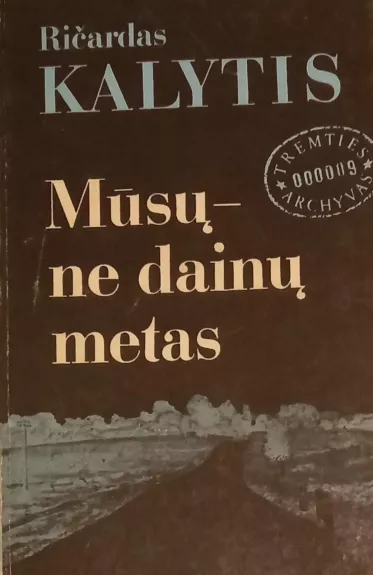 Ričardas
KALYTIS
TREMTIES
000009
ARCHYVAS
Mūsų–
ne dainų
metas